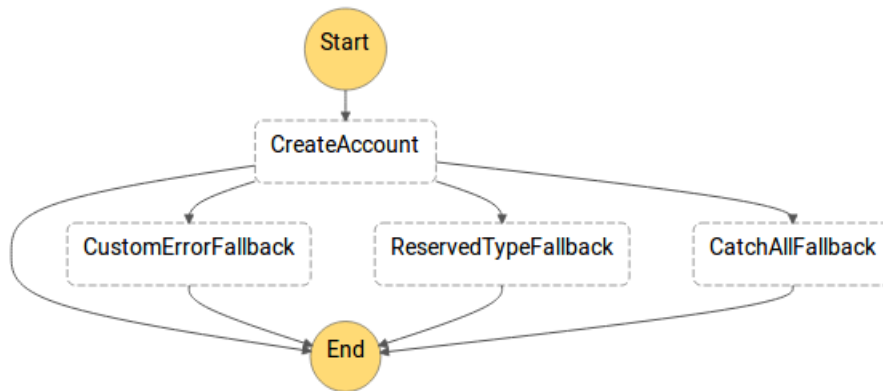 Start
CreateAccount
CustomErrorFallback
ReservedTypeFallback
CatchAllFallback
End